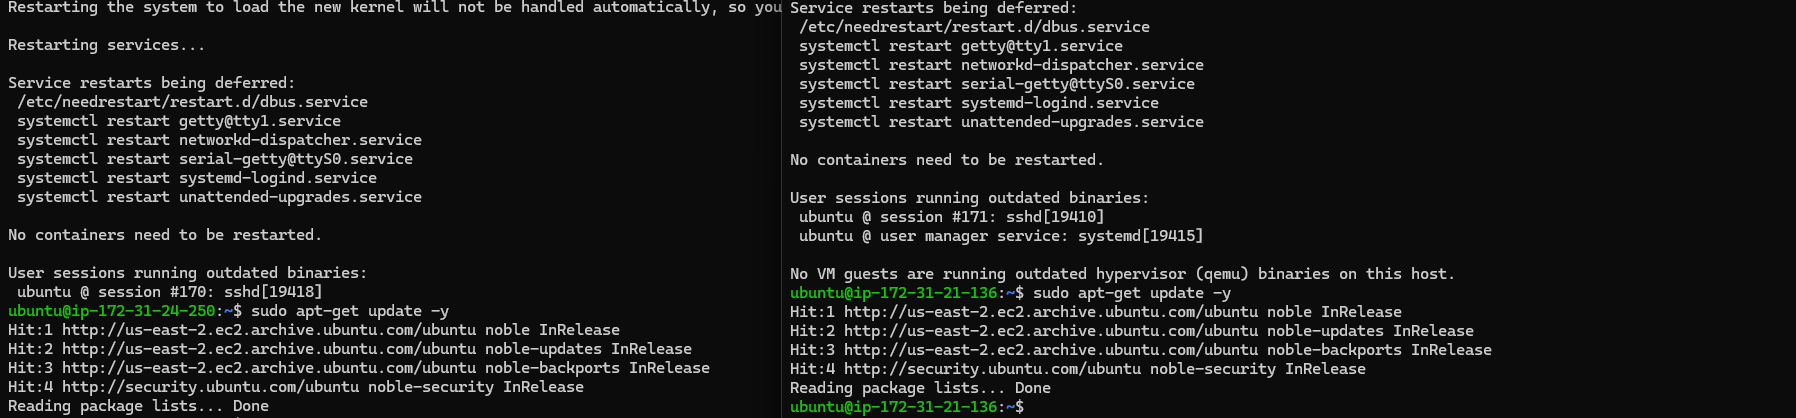 Restarting the system to load the new kernel will not be handled automatically, so you
Restarting services...
Service restarts being deferred:
/etc/needrestart/restart.d/dbus.service
systemctl restart getty@tty1.service
systemctl restart networkd-dispatcher.service
systemctl restart serial-getty@ttyS0.service
systemctl restart systemd-logind.service
systemctl restart unattended-upgrades.service
No containers need to be restarted.
User sessions running outdated binaries:
ubuntu @ session #170: sshd[19418]
ubuntu@ip-172-31-24-250:~$ sudo apt-get update -y
Hit:1 http://us-east-2.ec2.archive.ubuntu.com/ubuntu noble InRelease
Hit:2 http://us-east-2.ec2.archive.ubuntu.com/ubuntu noble-updates InRelease
Hit:3 http://us-east-2.ec2.archive.ubuntu.com/ubuntu noble-backports InRelease
Hit:4 http://security.ubuntu.com/ubuntu noble-security InRelease
Reading package lists... Done
Service restarts being deferred:
/etc/needrestart/restart.d/dbus.service
systemctl restart getty@tty1.service
systemctl restart networkd-dispatcher.service
systemctl restart serial-getty@ttyS0.service
systemctl restart systemd-logind.service
systemctl restart unattended-upgrades.service
No containers need to be restarted.
User sessions running outdated binaries:
ubuntu @ session #171: sshd[19410]
ubuntu @ user manager service: systemd[19415]
No VM guests are running outdated hypervisor (qemu) binaries on this host.
ubuntu@ip-172-31-21-136:~$ sudo apt-get update -y
Hit:1 http://us-east-2.ec2.archive.ubuntu.com/ubuntu noble InRelease
Hit:2 http://us-east-2.ec2.archive.ubuntu.com/ubuntu noble-updates InRelease
Hit:3 http://us-east-2.ec2.archive.ubuntu.com/ubuntu noble-backports InRelease
Hit:4 http://security.ubuntu.com/ubuntu noble-security InRelease
Reading package lists... Done
ubuntu@ip-172-31-21-136:~$